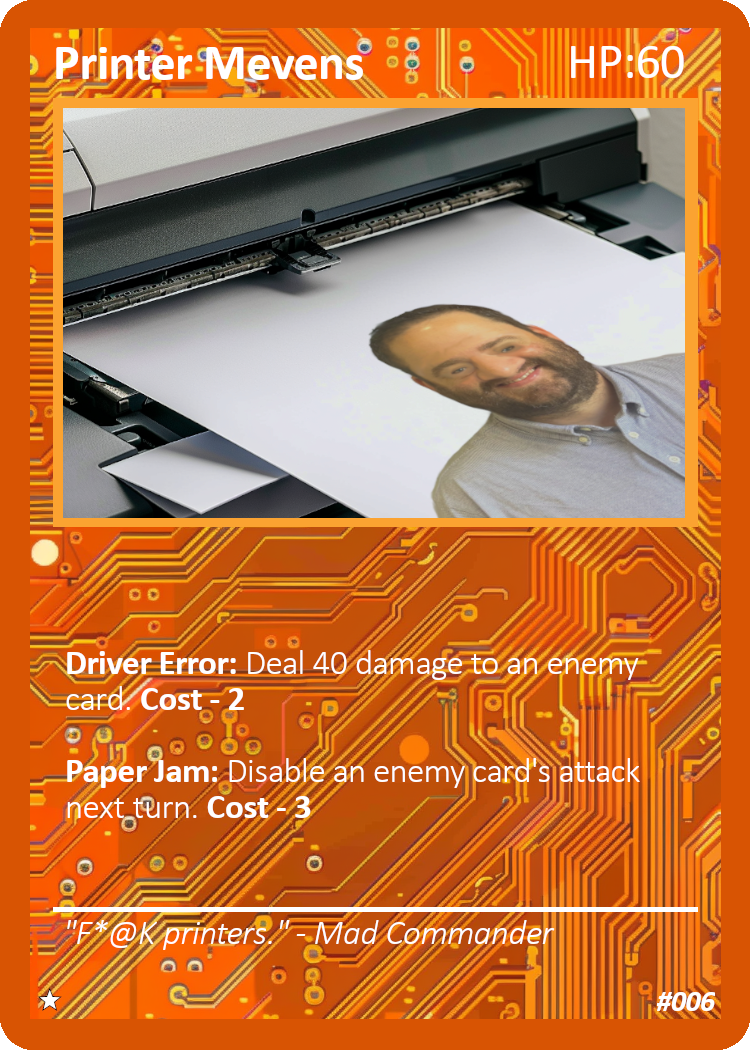 Printer Mevens
HP:60
Driver Error: Deal 40 damage to an enemy
card. Cost - 2
Paper Jam: Disable an enemy card's attack
next turn. Cost - 3
"F*@K printers." - Mad Commander
#006